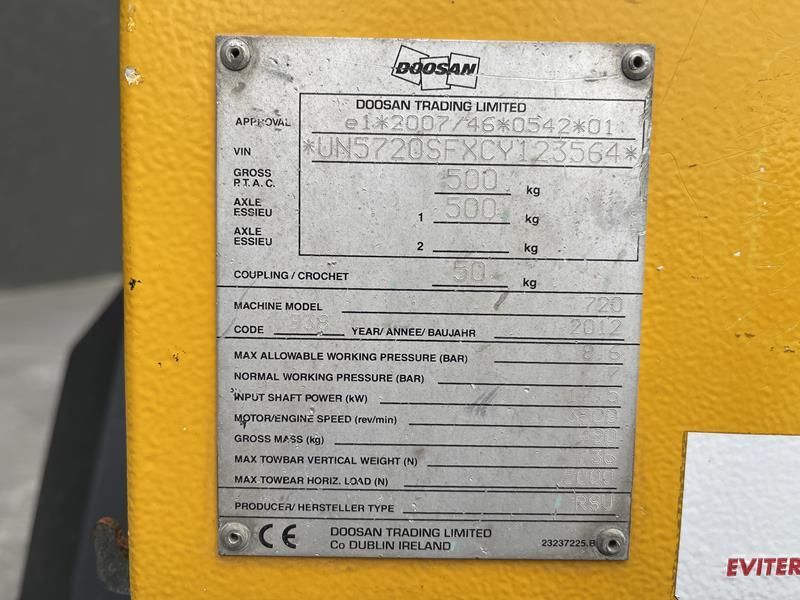 DOOSAN
DOOSAN TRADING LIMITED
APPROVAL e1*2007/46*0542*01
VIN *UN5720SFXCY123564*
GROSS P.T.A.C. 500 kg
AXLE ESSIEU 1 500 kg
AXLE ESSIEU 2 kg
COUPLING / CROCHET 50 kg
MACHINE MODEL 720
CODE YEAR/ ANNEE/ BAUJAHR 2012
MAX ALLOWABLE WORKING PRESSURE (BAR) 8,6
NORMAL WORKING PRESSURE (BAR) 7
INPUT SHAFT POWER (kW)
MOTOR/ENGINE SPEED (rev/min)
GROSS MASS (kg)
MAX TOWBAR VERTICAL WEIGHT (N)
MAX TOWBAR HORIZ. LOAD (N)
PRODUCER/ HERSTELLER TYPE RSU
CE DOOSAN TRADING LIMITED
Co DUBLIN IRELAND 23237225.B
EVITER